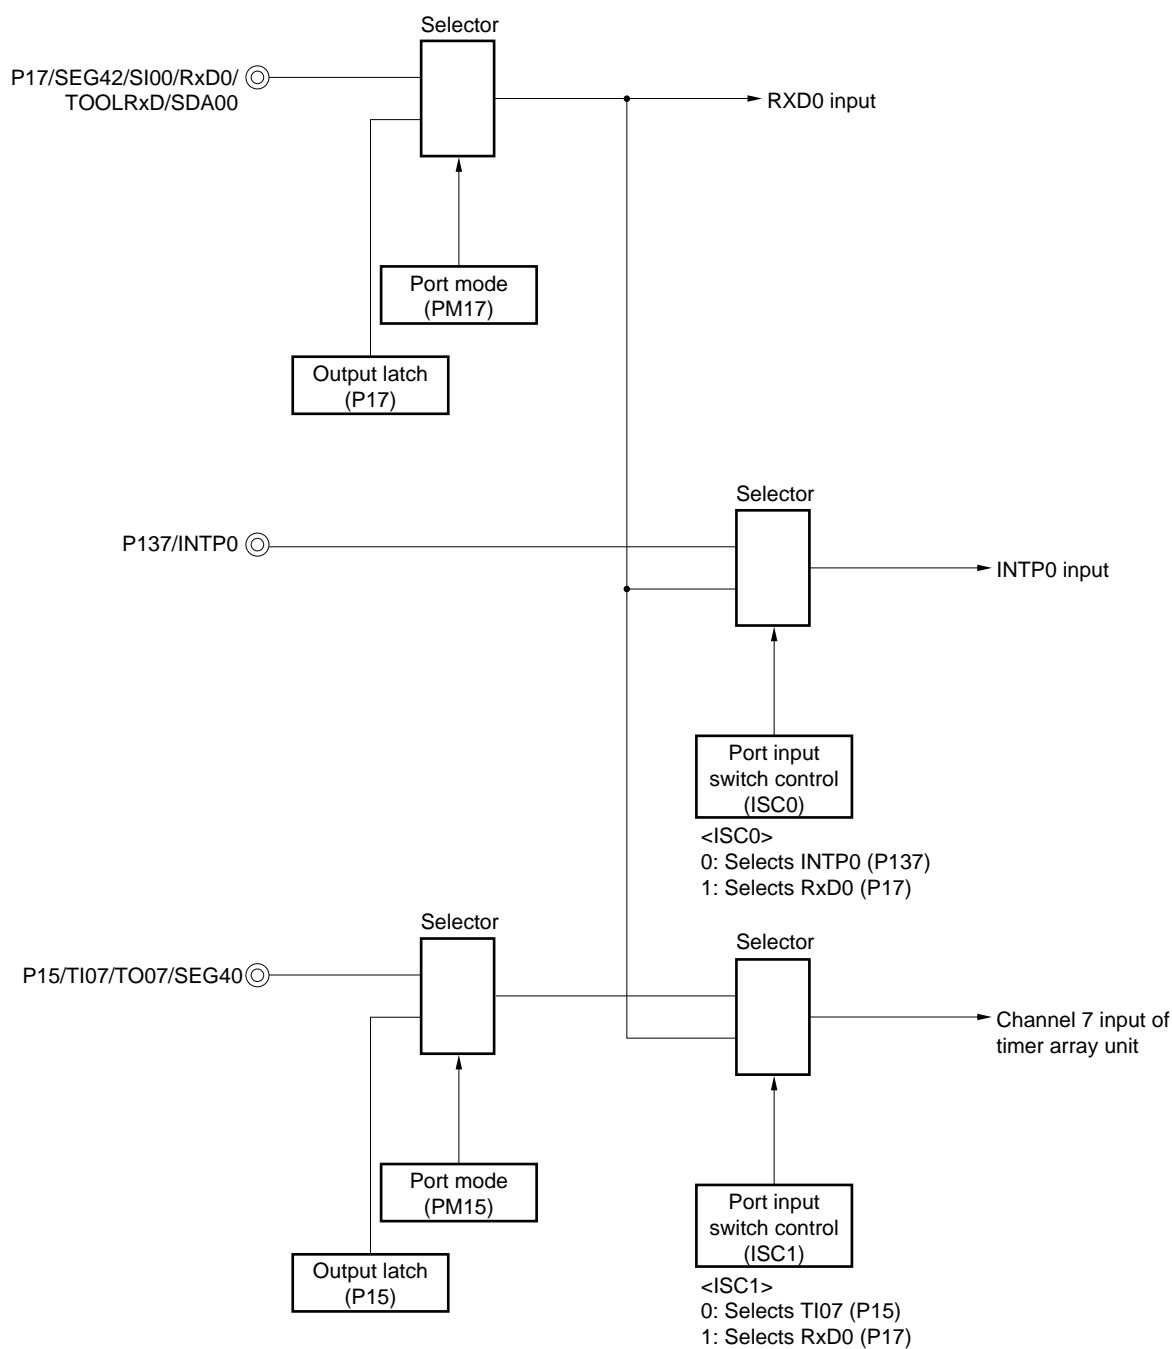 Selector
P17/SEG42/SI00/RxD0/
TOOLRxD/SDA00
RXD0 input
Port mode
(PM17)
Output latch
(P17)
Selector
P137/INTP0
INTP0 input
Port input
switch control
(ISC0)
<ISC0>
0: Selects INTP0 (P137)
1: Selects RxD0 (P17)
Selector
Selector
P15/TI07/TO07/SEG40
Channel 7 input of
timer array unit
Port mode
(PM15)
Port input
switch control
(ISC1)
Output latch
(P15)
<ISC1>
0: Selects TI07 (P15)
1: Selects RxD0 (P17)